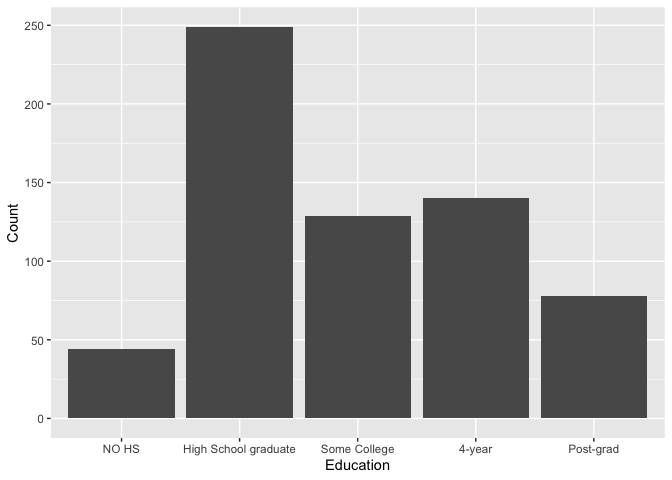 250
200
150
100
50
0
Count
NO HS
High School graduate
Some College
4-year
Post-grad
Education